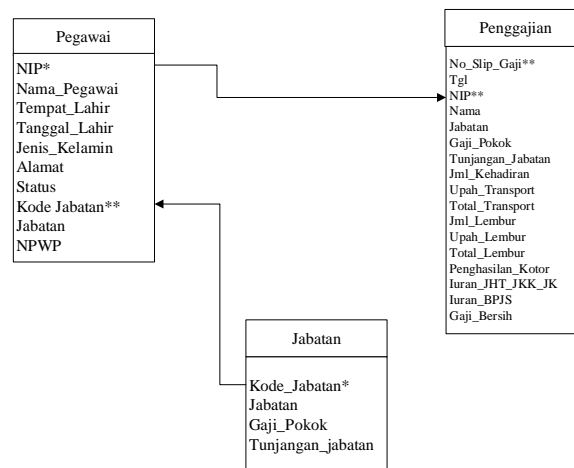 Pegawai
NIP*
Nama_Pegawai
Tempat_Lahir
Tanggal_Lahir
Jenis_Kelamin
Alamat
Status
Kode Jabatan**
Jabatan
NPWP
Penggajian
No_Slip_Gaji**
Tgl
NIP**
Nama
Jabatan
Gaji_Pokok
Tunjangan_Jabatan
Jml_Kehadiran
Upah_Transport
Total_Transport
Jml_Lembur
Upah_Lembur
Total_Lembur
Penghasilan_Kotor
Iuran_JHT_JKK_JK
Iuran_BPJS
Gaji_Bersih
Jabatan
Kode_Jabatan*
Jabatan
Gaji_Pokok
Tunjangan_jabatan